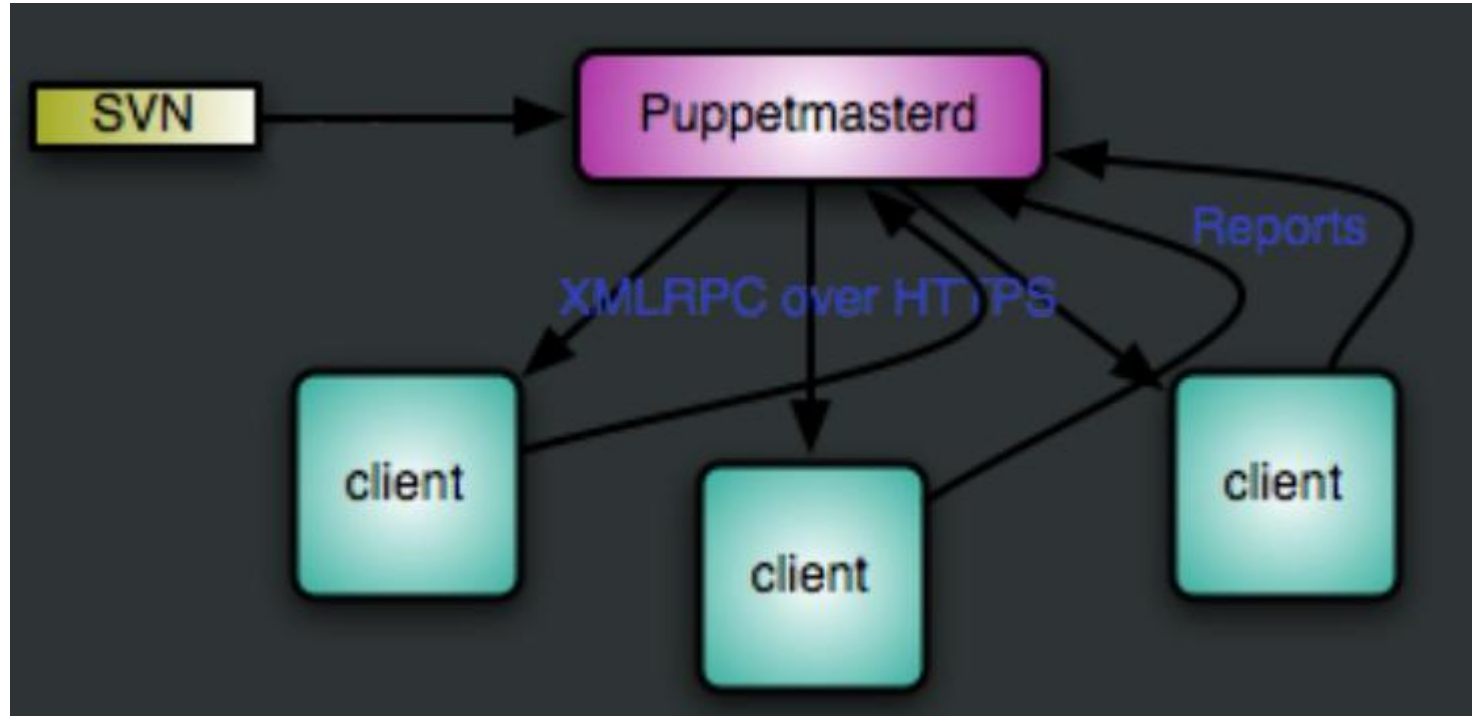 SVN
Puppetmasterd
Reports
XMLRPC over HTTPS
client
client
client